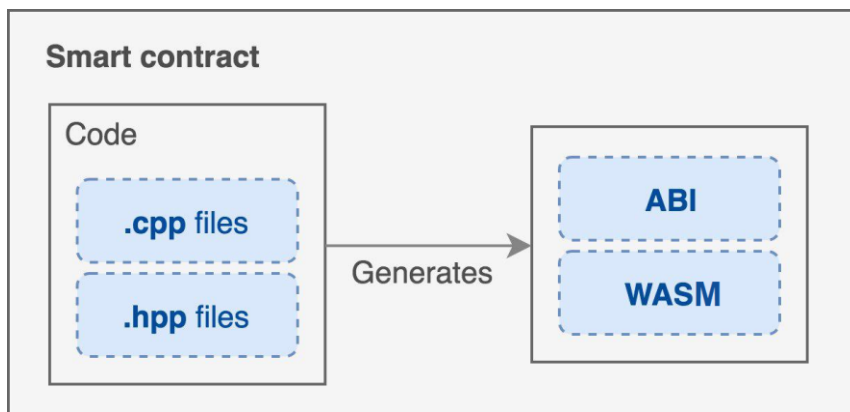 Smart contract
Code
.cpp files
.hpp files
Generates
ABI
WASM